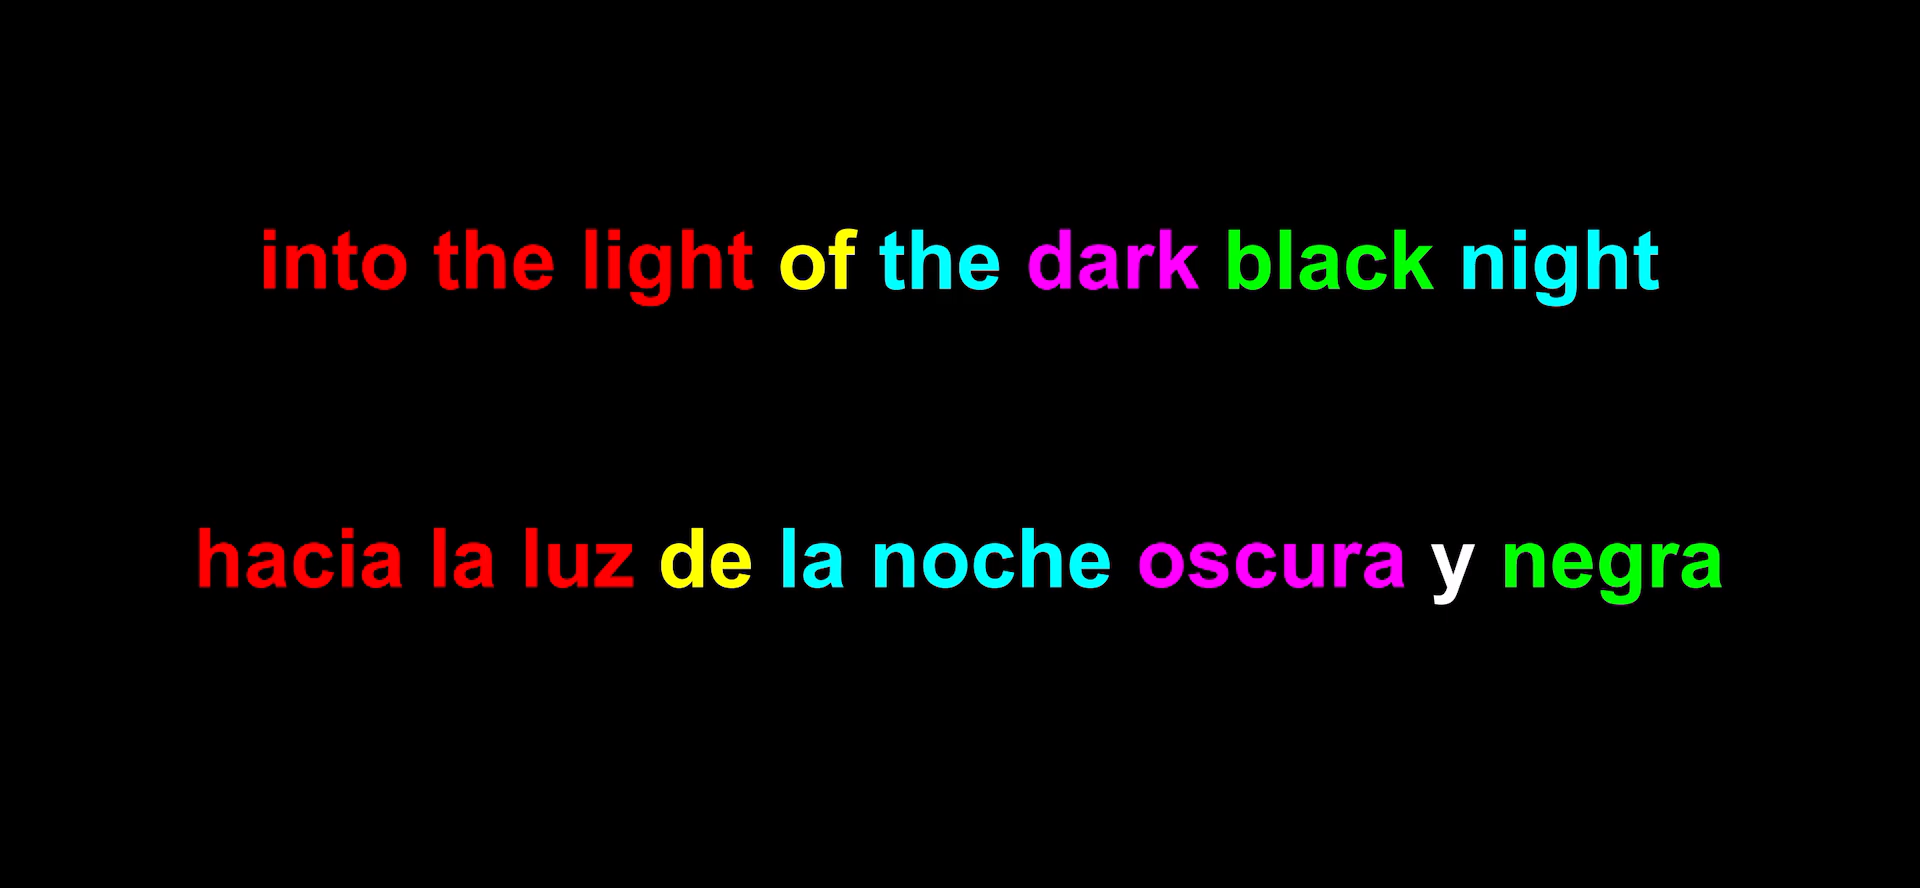 into the light of the dark black night
hacia la luz de la noche oscura y negra